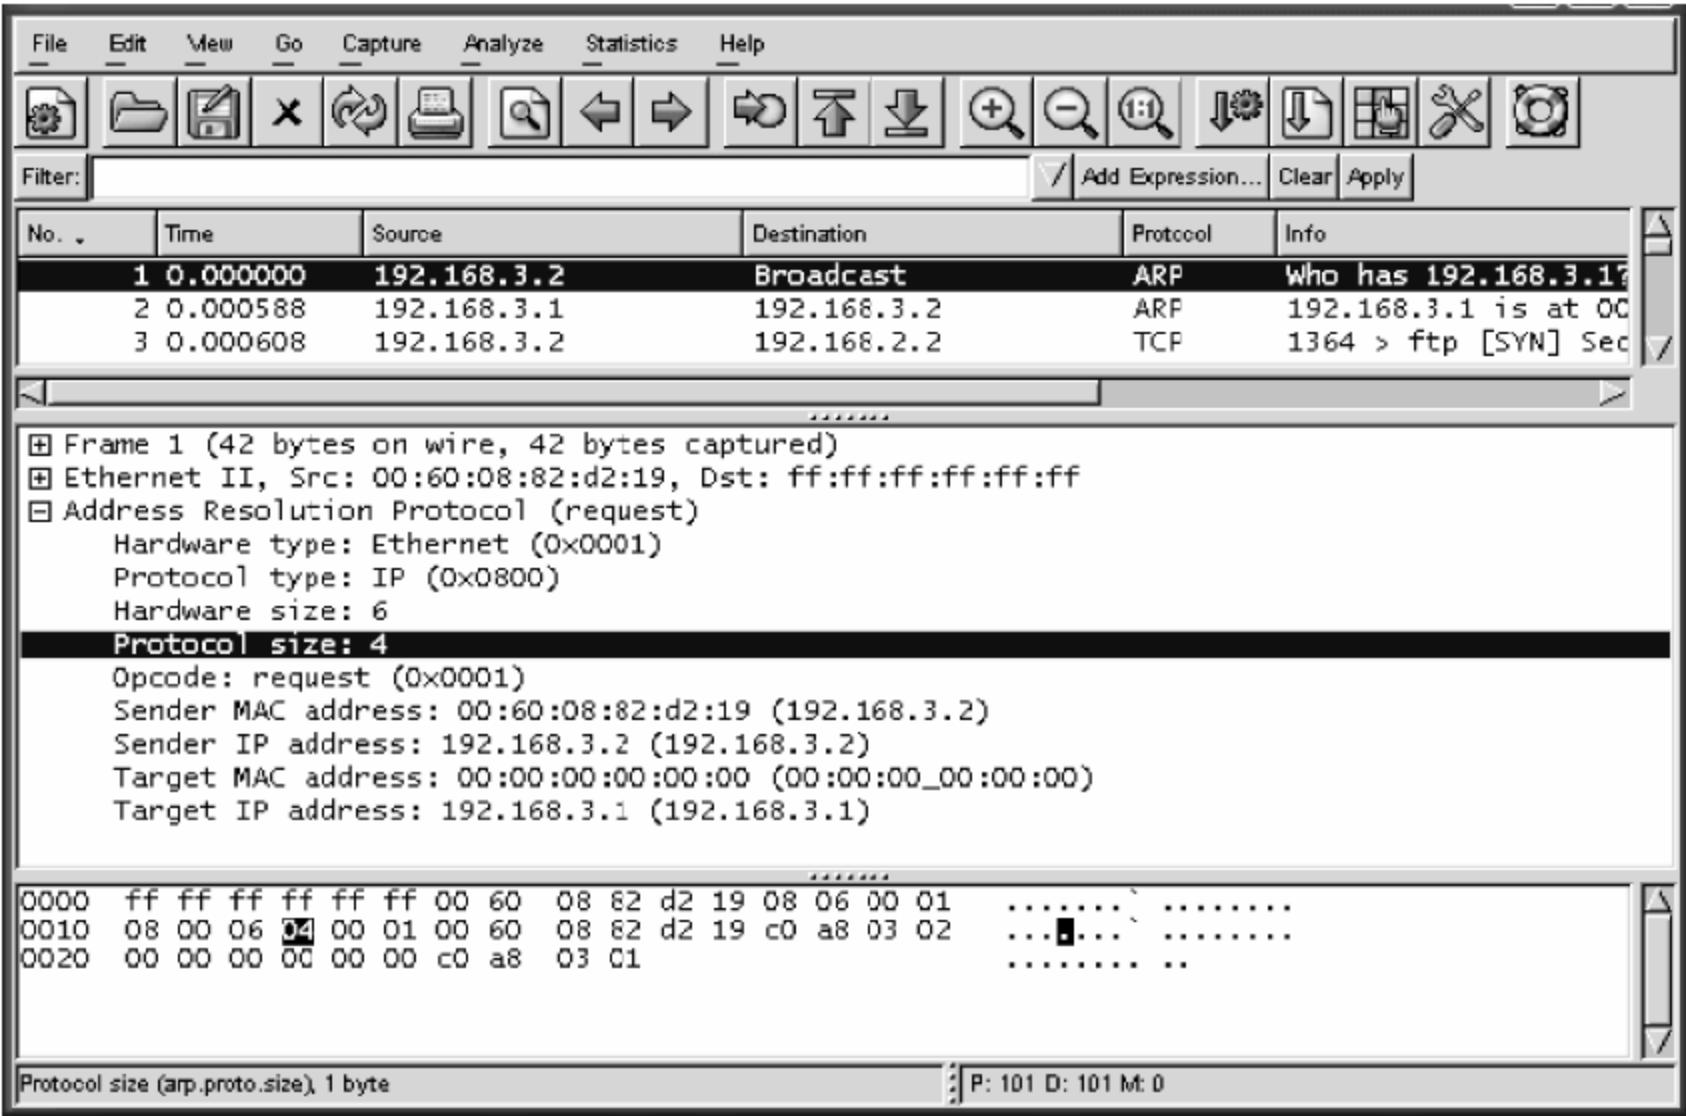 File Edit View Go Capture Analyze Statistics Help
1:1
Filter: Add Expression... Clear Apply
No. Time Source Destination Protocol Info
1 0.000000 192.168.3.2 Broadcast ARP Who has 192.168.3.1?
2 0.000588 192.168.3.1 192.168.3.2 ARP 192.168.3.1 is at 00
3 0.000608 192.168.3.2 192.168.2.2 TCP 1364 > ftp [SYN] Seq
Frame 1 (42 bytes on wire, 42 bytes captured)
Ethernet II, Src: 00:60:08:82:d2:19, Dst: ff:ff:ff:ff:ff:ff
Address Resolution Protocol (request)
Hardware type: Ethernet (0x0001)
Protocol type: IP (0x0800)
Hardware size: 6
Protocol size: 4
Opcode: request (0x0001)
Sender MAC address: 00:60:08:82:d2:19 (192.168.3.2)
Sender IP address: 192.168.3.2 (192.168.3.2)
Target MAC address: 00:00:00:00:00:00 (00:00:00_00:00:00)
Target IP address: 192.168.3.1 (192.168.3.1)
0000 ff ff ff ff ff ff 00 60 08 82 d2 19 08 06 00 01 .......` ........
0010 08 00 06 04 00 01 00 60 08 82 d2 19 c0 a8 03 02 .......` ........
0020 00 00 00 00 00 00 c0 a8 03 01 ........ ..
Protocol size (arp.proto.size), 1 byte P: 101 D: 101 M: 0